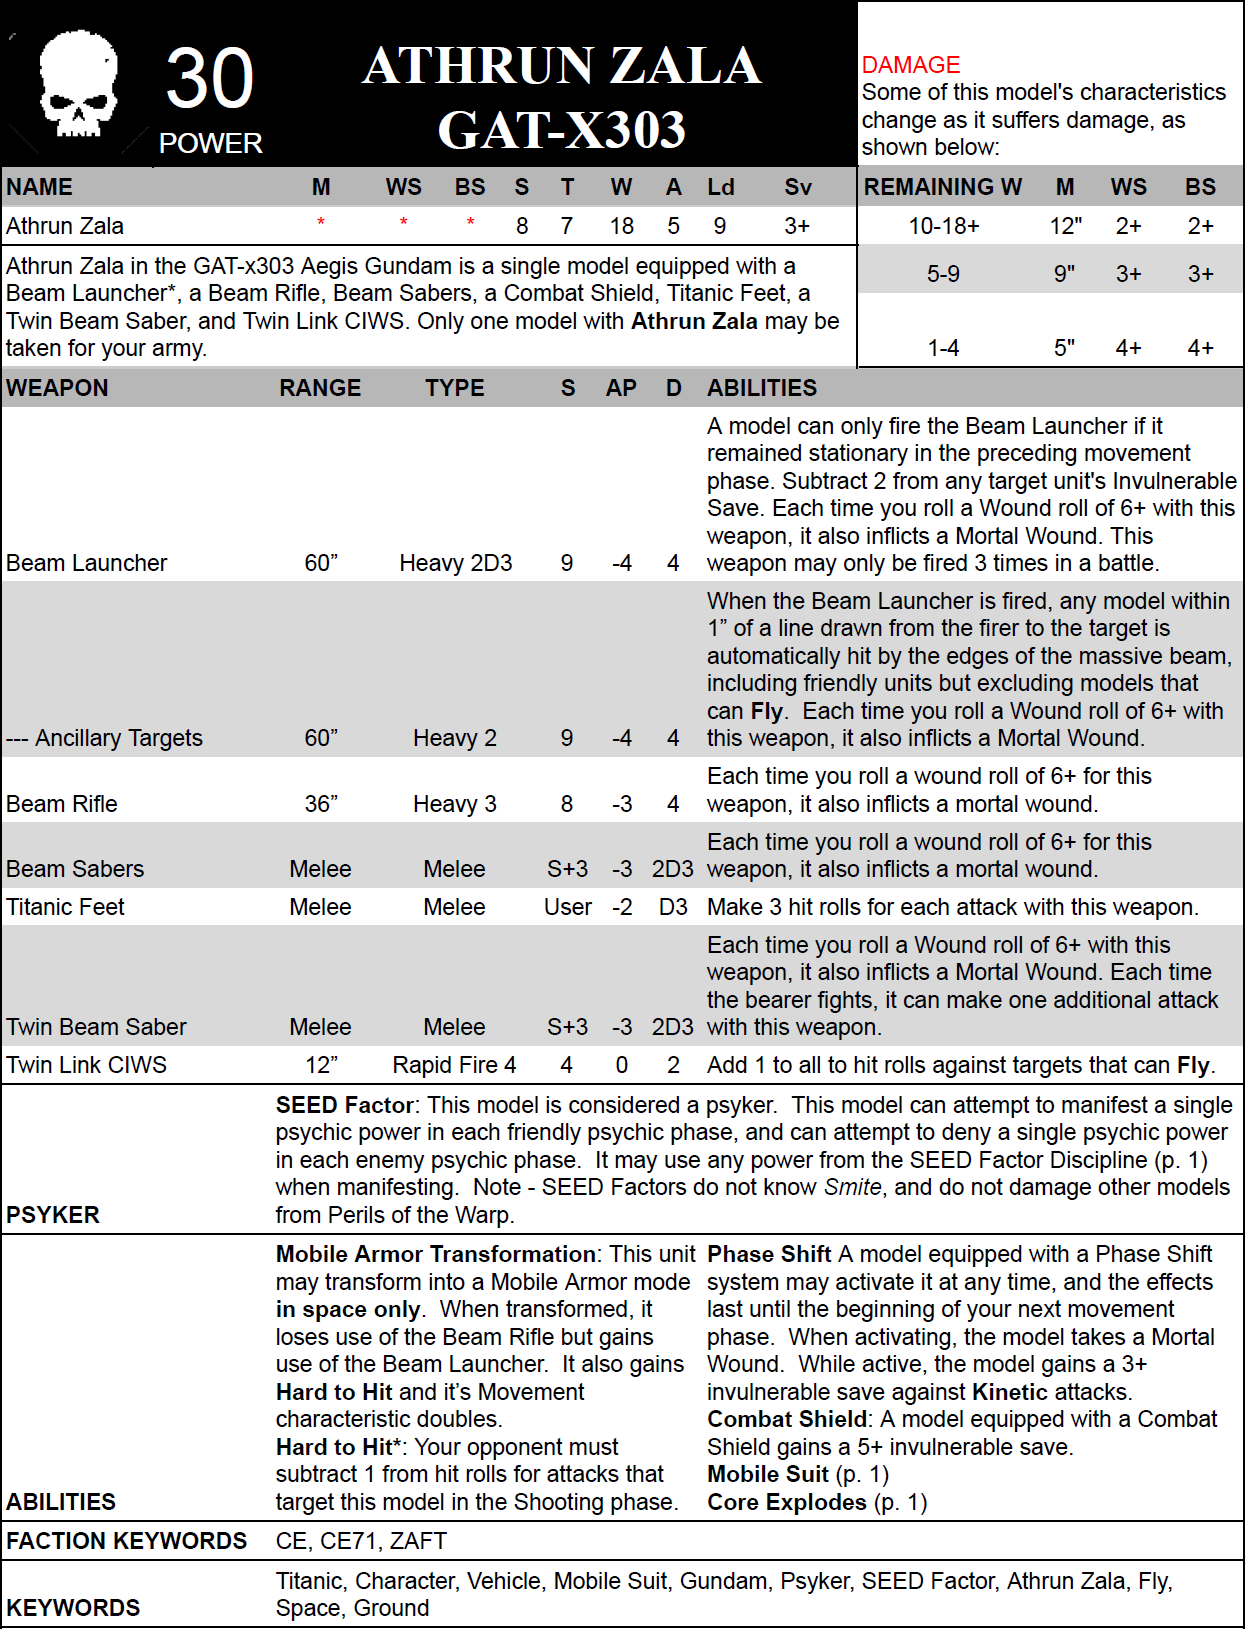 30
POWER
ATHRUN ZALA
GAT-X303
DAMAGE
Some of this model's characteristics
change as it suffers damage, as
shown below:
NAME M WS BS S T W A Ld Sv
Athrun Zala * * * 8 7 18 5 9 3+
REMAINING W M WS BS
10-18+ 12" 2+ 2+
5-9 9" 3+ 3+
1-4 5" 4+ 4+
Athrun Zala in the GAT-x303 Aegis Gundam is a single model equipped with a
Beam Launcher*, a Beam Rifle, Beam Sabers, a Combat Shield, Titanic Feet, a
Twin Beam Saber, and Twin Link CIWS. Only one model with Athrun Zala may be
taken for your army.
WEAPON RANGE TYPE S AP D ABILITIES
A model can only fire the Beam Launcher if it
remained stationary in the preceding movement
phase. Subtract 2 from any target unit's Invulnerable
Save. Each time you roll a Wound roll of 6+ with this
weapon, it also inflicts a Mortal Wound. This
Beam Launcher 60” Heavy 2D3 9 -4 4 weapon may only be fired 3 times in a battle.
When the Beam Launcher is fired, any model within
1” of a line drawn from the firer to the target is
automatically hit by the edges of the massive beam,
including friendly units but excluding models that
can Fly.  Each time you roll a Wound roll of 6+ with
--- Ancillary Targets 60” Heavy 2 9 -4 4 this weapon, it also inflicts a Mortal Wound.
Each time you roll a wound roll of 6+ for this
Beam Rifle 36” Heavy 3 8 -3 4 weapon, it also inflicts a mortal wound.
Each time you roll a wound roll of 6+ for this
Beam Sabers Melee Melee S+3 -3 2D3 weapon, it also inflicts a mortal wound.
Titanic Feet Melee Melee User -2 D3 Make 3 hit rolls for each attack with this weapon.
Each time you roll a Wound roll of 6+ with this
weapon, it also inflicts a Mortal Wound. Each time
the bearer fights, it can make one additional attack
Twin Beam Saber Melee Melee S+3 -3 2D3 with this weapon.
Twin Link CIWS 12” Rapid Fire 4 4 0 2 Add 1 to all to hit rolls against targets that can Fly.
PSYKER
SEED Factor: This model is considered a psyker.  This model can attempt to manifest a single
psychic power in each friendly psychic phase, and can attempt to deny a single psychic power
in each enemy psychic phase.  It may use any power from the SEED Factor Discipline (p. 1)
when manifesting.  Note - SEED Factors do not know Smite, and do not damage other models
from Perils of the Warp.
ABILITIES
Mobile Armor Transformation: This unit
may transform into a Mobile Armor mode
in space only.  When transformed, it
loses use of the Beam Rifle but gains
use of the Beam Launcher.  It also gains
Hard to Hit and it’s Movement
characteristic doubles.
Hard to Hit*: Your opponent must
subtract 1 from hit rolls for attacks that
target this model in the Shooting phase.
Phase Shift A model equipped with a Phase Shift
system may activate it at any time, and the effects
last until the beginning of your next movement
phase.  When activating, the model takes a Mortal
Wound.  While active, the model gains a 3+
invulnerable save against Kinetic attacks.
Combat Shield: A model equipped with a Combat
Shield gains a 5+ invulnerable save.
Mobile Suit (p. 1)
Core Explodes (p. 1)
FACTION KEYWORDS CE, CE71, ZAFT
KEYWORDS
Titanic, Character, Vehicle, Mobile Suit, Gundam, Psyker, SEED Factor, Athrun Zala, Fly,
Space, Ground